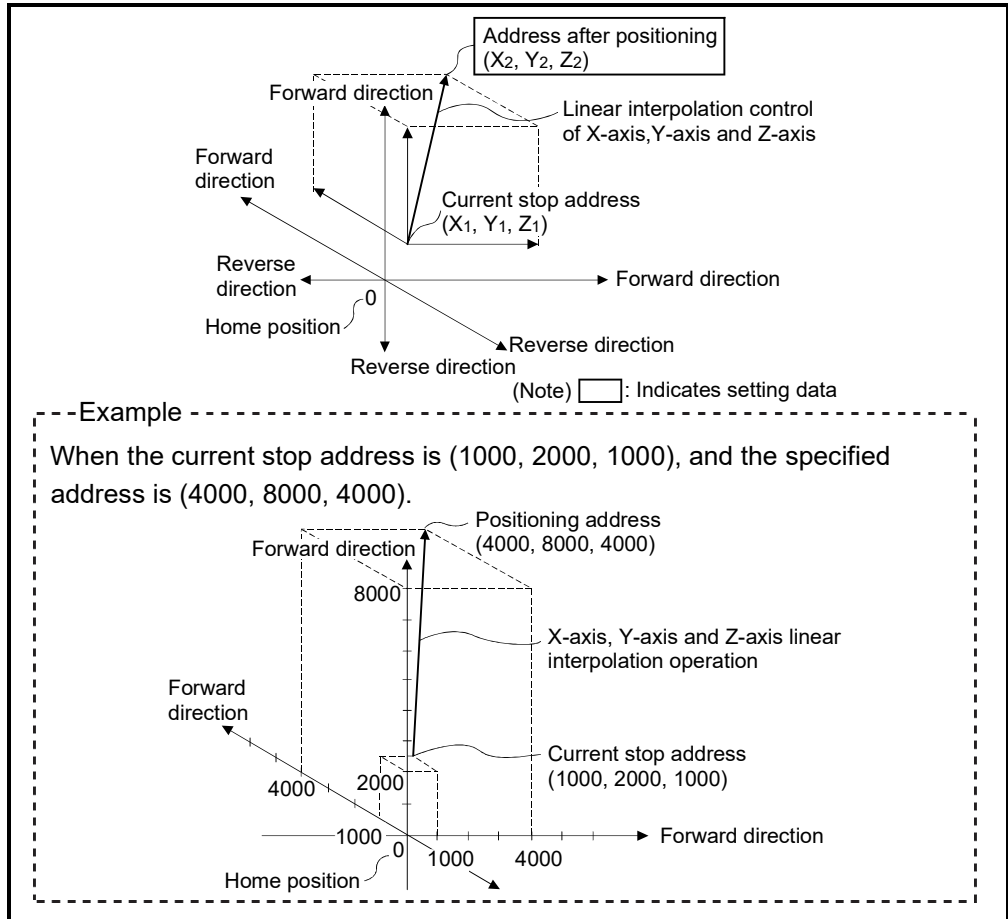 Address after positioning
(X2, Y2, Z2)
Forward direction
Linear interpolation control
of X-axis,Y-axis and Z-axis
Forward
direction
Current stop address
(X1, Y1, Z1)
Reverse
direction
Forward direction
0
Home position
Reverse direction
Reverse direction
(Note) : Indicates setting data
Example
When the current stop address is (1000, 2000, 1000), and the specified
address is (4000, 8000, 4000).
Positioning address
(4000, 8000, 4000)
Forward direction
8000
X-axis, Y-axis and Z-axis linear
interpolation operation
Forward
direction
Current stop address
(1000, 2000, 1000)
4000
2000
1000
Forward direction
0
1000
4000
Home position